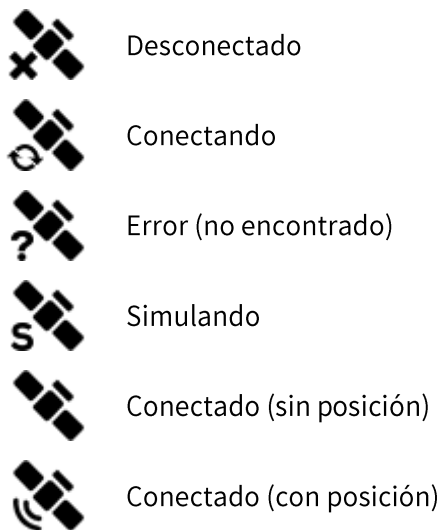 Desconectado
Conectando
? Error (no encontrado)
S Simulando
Conectado (sin posición)
Conectado (con posición)